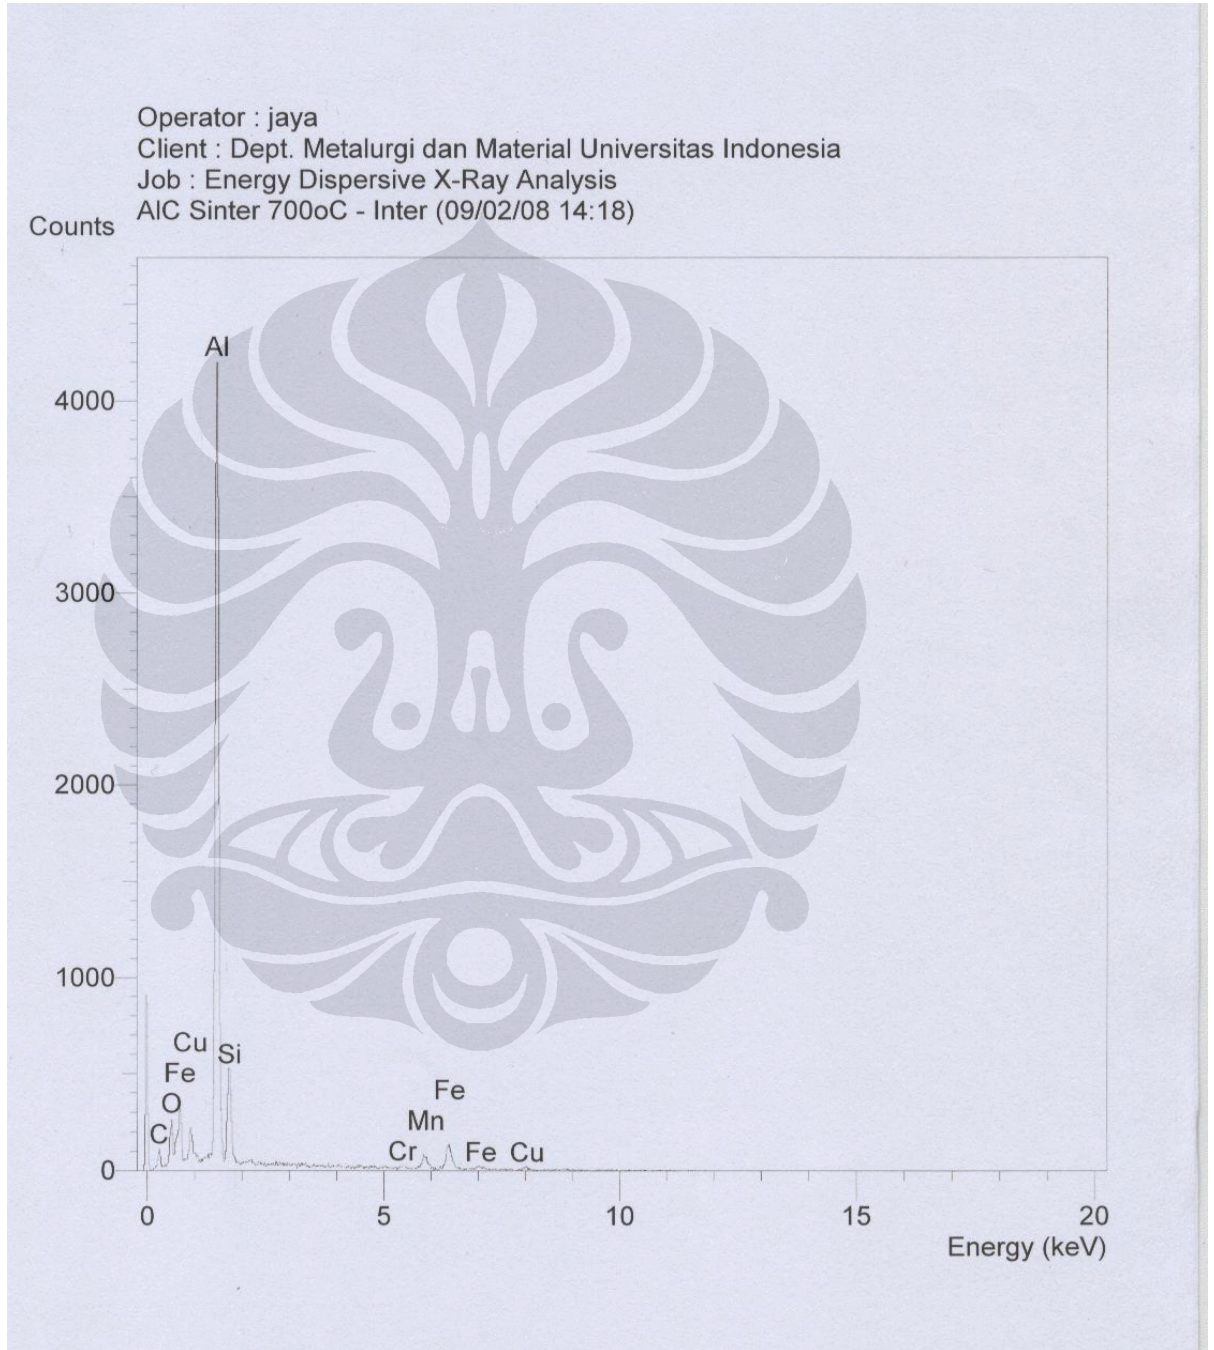 Operator : jaya
Client : Dept. Metalurgi dan Material Universitas Indonesia
Job : Energy Dispersive X-Ray Analysis
AlC Sinter 700oC - Inter (09/02/08 14:18)
Counts
Al
4000
3000
2000
1000
Cu
Si
Fe
Fe
O
Mn
C
Cr
Fe
Cu
0
0
5
10
15
20
Energy (keV)